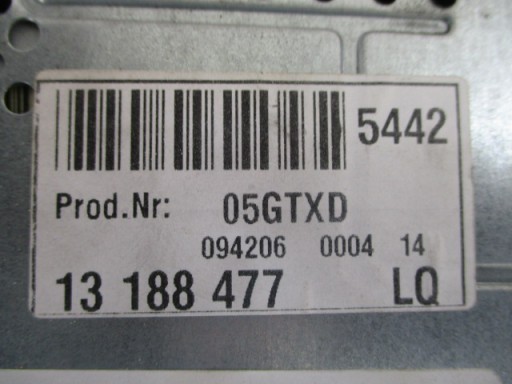 5442
Prod.Nr: 05GTXD
094206 0004 14
13 188 477 LQ